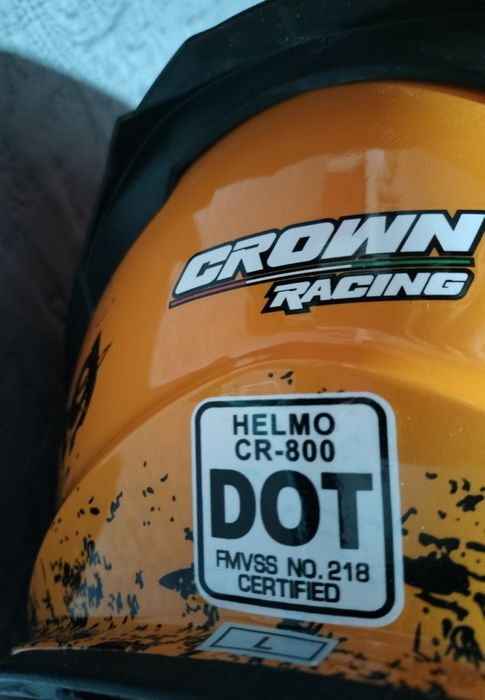 CROWN
RACING
HELMO
CR-800
DOT
FMVSS NO. 218
CERTIFIED
L